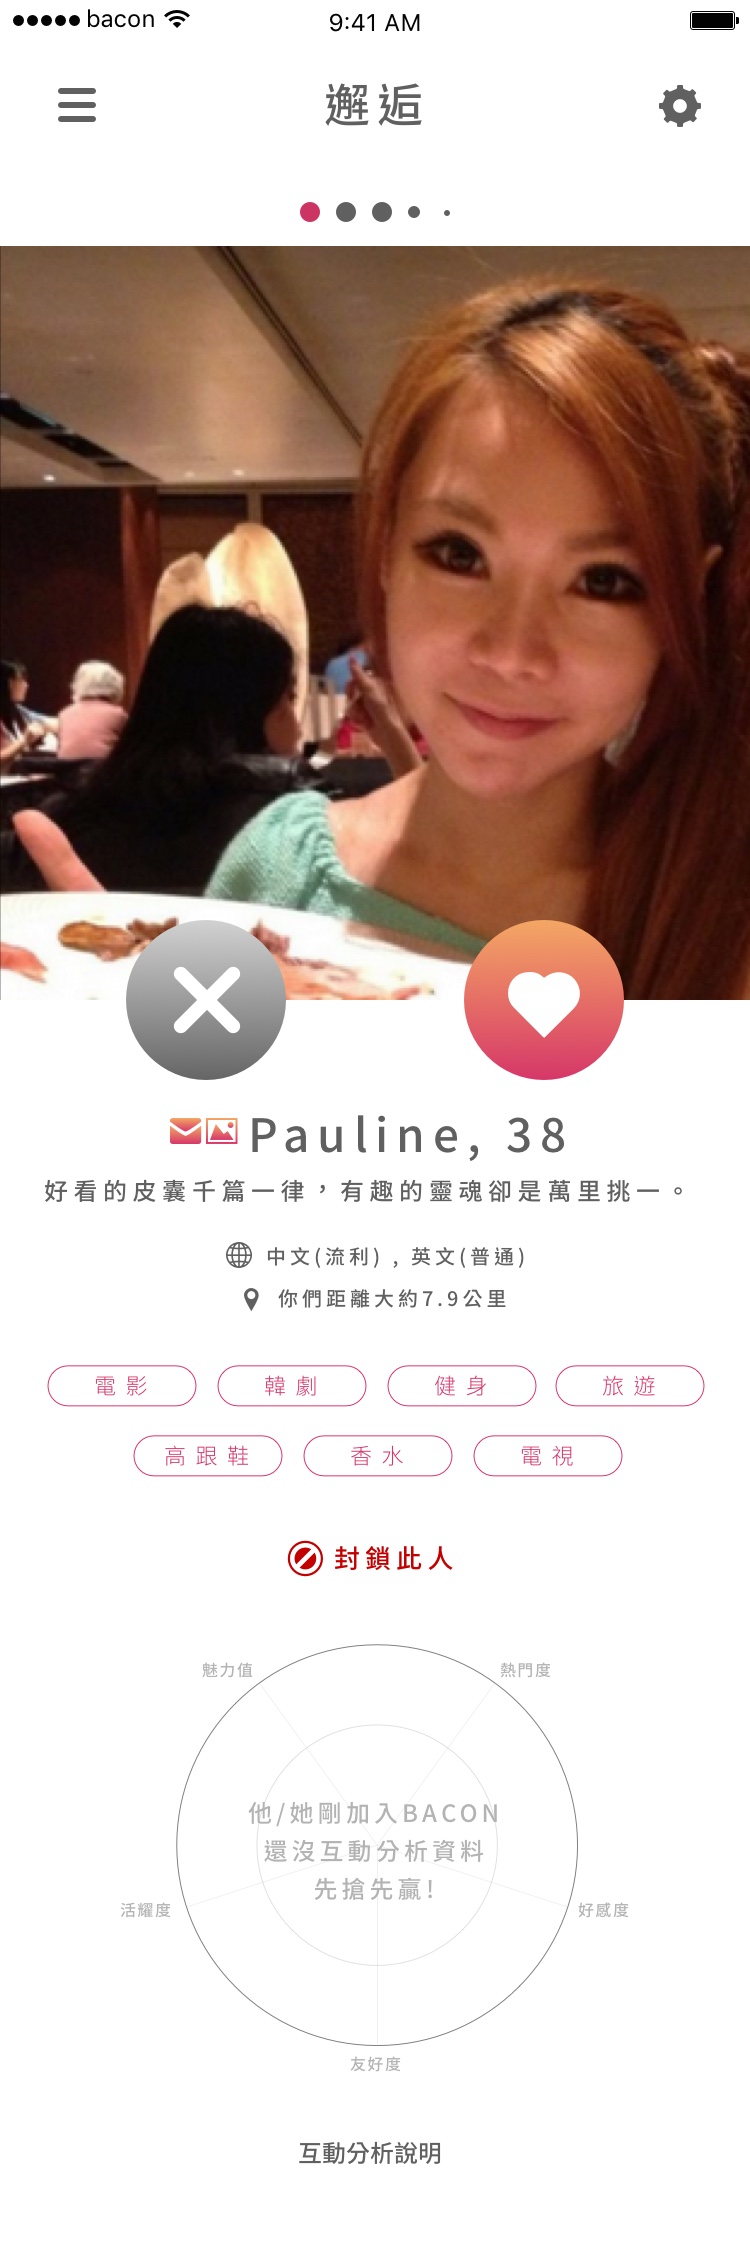 bacon 9:41 AM
邂逅
Pauline, 38
好看的皮囊千篇一律，有趣的靈魂卻是萬里挑一。
中文(流利) , 英文(普通)
你們距離大約7.9公里
電影 韓劇 健身 旅遊
高跟鞋 香水 電視
封鎖此人
魅力值 熱門度
他/她剛加入BACON
還沒互動分析資料
先搶先贏!
活耀度 好感度
友好度
互動分析說明